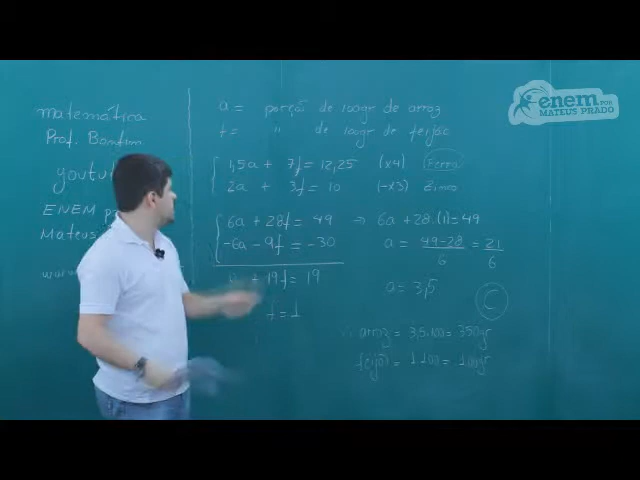 matemática
Prof. Bontum
youtu
ENEM p
Mateus
www
a = porção de 100gr de arroz
f = " de 100gr de feijão
1,5a + 7f = 12,25 (x4) Ferro
2a + 3f = 10 (-x3) Zinco
6a + 28f = 49 => 6a + 28.(1) = 49
-6a - 9f = -30
a = 49-28 / 6 = 21 / 6
+ 19f = 19
a = 3,5
C
f = 1
∴ arroz = 3,5.100 = 350gr
feijão = 1.100 = 100gr
enem POR
MATEUS PRADO